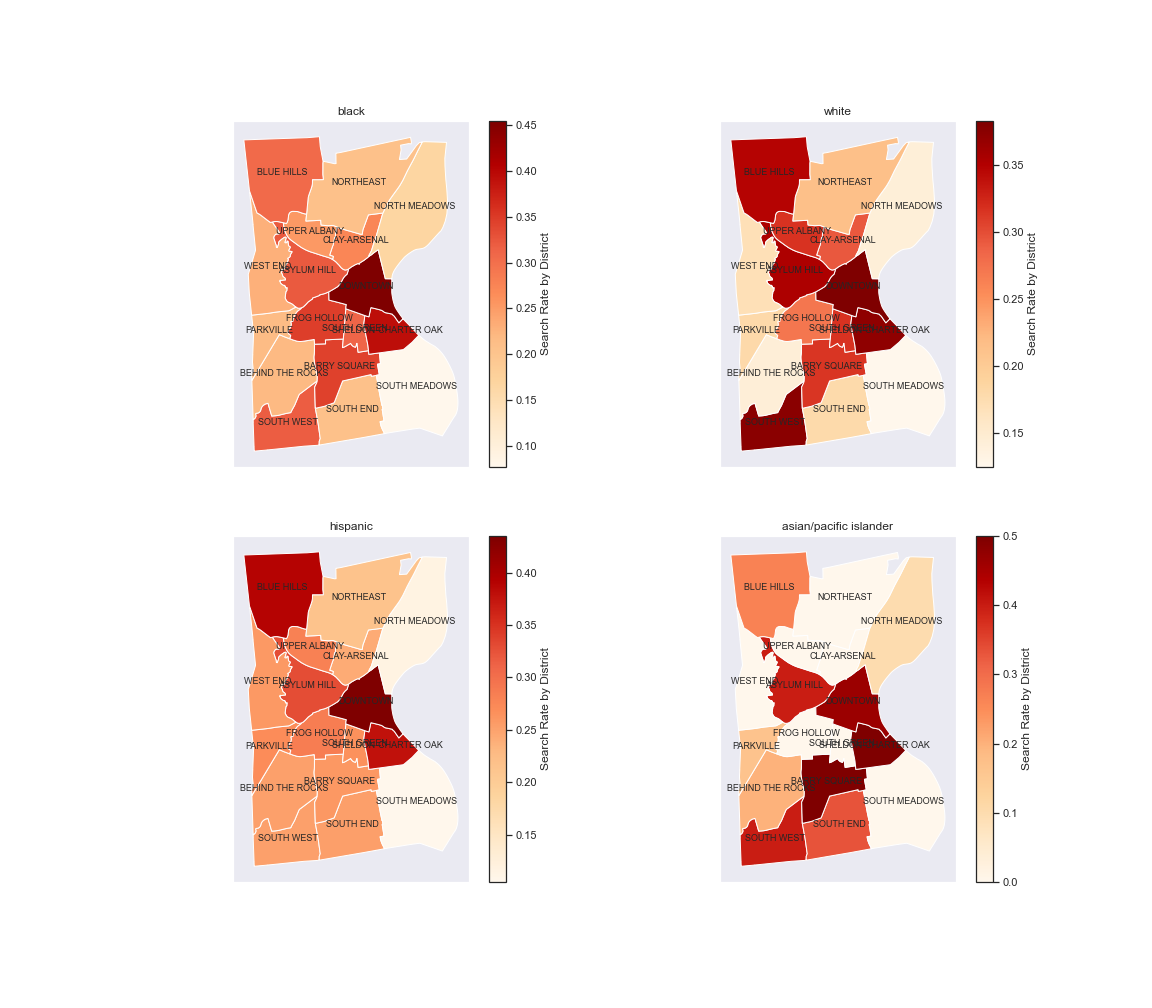 black
BLUE HILLS
NORTHEAST
NORTH MEADOWS
UPPER ALBANY
CLAY-ARSENAL
WEST END
ASYLUM HILL
DOWNTOWN
FROG HOLLOW
SOUTH GREEN
SHELDON-CHARTER OAK
PARKVILLE
BARRY SQUARE
BEHIND THE ROCKS
SOUTH MEADOWS
SOUTH END
SOUTH WEST
0.45
0.40
0.35
0.30
0.25
0.20
0.15
0.10
Search Rate by District
white
BLUE HILLS
NORTHEAST
NORTH MEADOWS
UPPER ALBANY
CLAY-ARSENAL
WEST END
ASYLUM HILL
DOWNTOWN
FROG HOLLOW
SOUTH GREEN
SHELDON-CHARTER OAK
PARKVILLE
BARRY SQUARE
BEHIND THE ROCKS
SOUTH MEADOWS
SOUTH END
SOUTH WEST
0.35
0.30
0.25
0.20
0.15
Search Rate by District
hispanic
BLUE HILLS
NORTHEAST
NORTH MEADOWS
UPPER ALBANY
CLAY-ARSENAL
WEST END
ASYLUM HILL
DOWNTOWN
FROG HOLLOW
SOUTH GREEN
SHELDON-CHARTER OAK
PARKVILLE
BARRY SQUARE
BEHIND THE ROCKS
SOUTH MEADOWS
SOUTH END
SOUTH WEST
0.40
0.35
0.30
0.25
0.20
0.15
Search Rate by District
asian/pacific islander
BLUE HILLS
NORTHEAST
NORTH MEADOWS
UPPER ALBANY
CLAY-ARSENAL
WEST END
ASYLUM HILL
DOWNTOWN
FROG HOLLOW
SOUTH GREEN
SHELDON-CHARTER OAK
PARKVILLE
BARRY SQUARE
BEHIND THE ROCKS
SOUTH MEADOWS
SOUTH END
SOUTH WEST
0.5
0.4
0.3
0.2
0.1
0.0
Search Rate by District